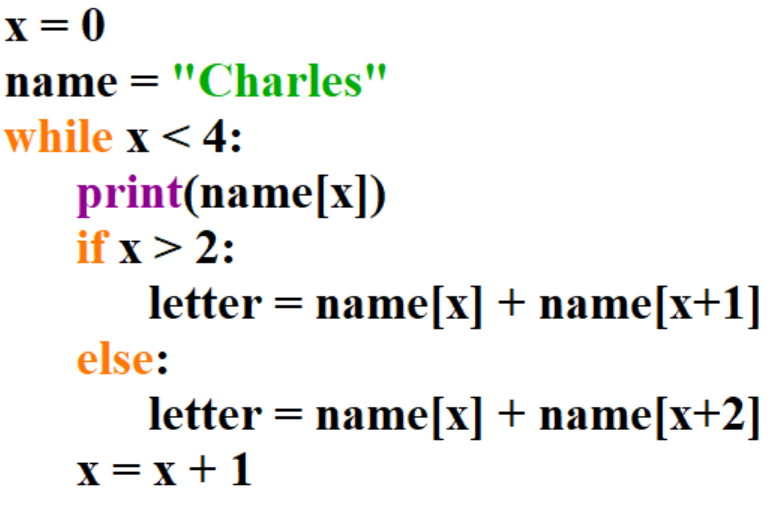 x = 0
name = "Charles"
while x < 4:
    print(name[x])
    if x > 2:
        letter = name[x] + name[x+1]
    else:
        letter = name[x] + name[x+2]
    x = x + 1